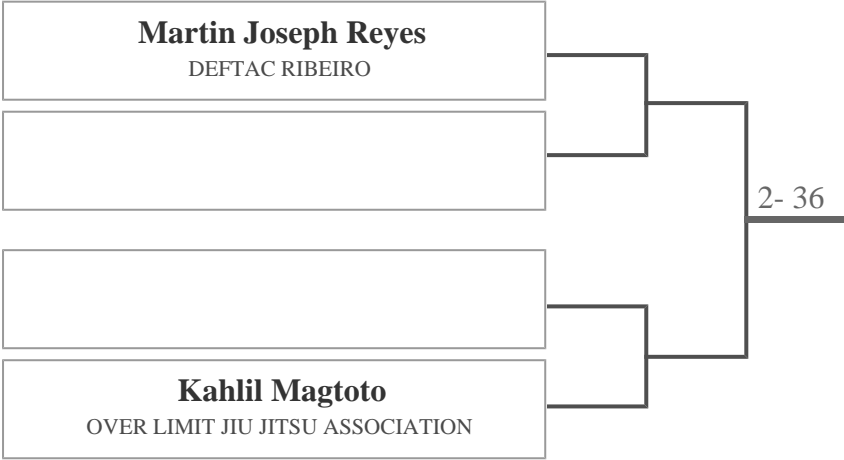 Martin Joseph Reyes
DEFTAC RIBEIRO
2- 36
Kahlil Magtoto
OVER LIMIT JIU JITSU ASSOCIATION